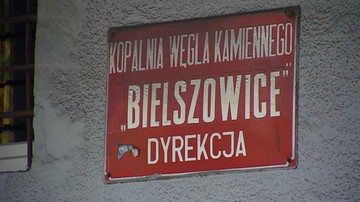 KOPALNIA WĘGLA KAMIENNEGO
„BIELSZOWICE”
DYREKCJA